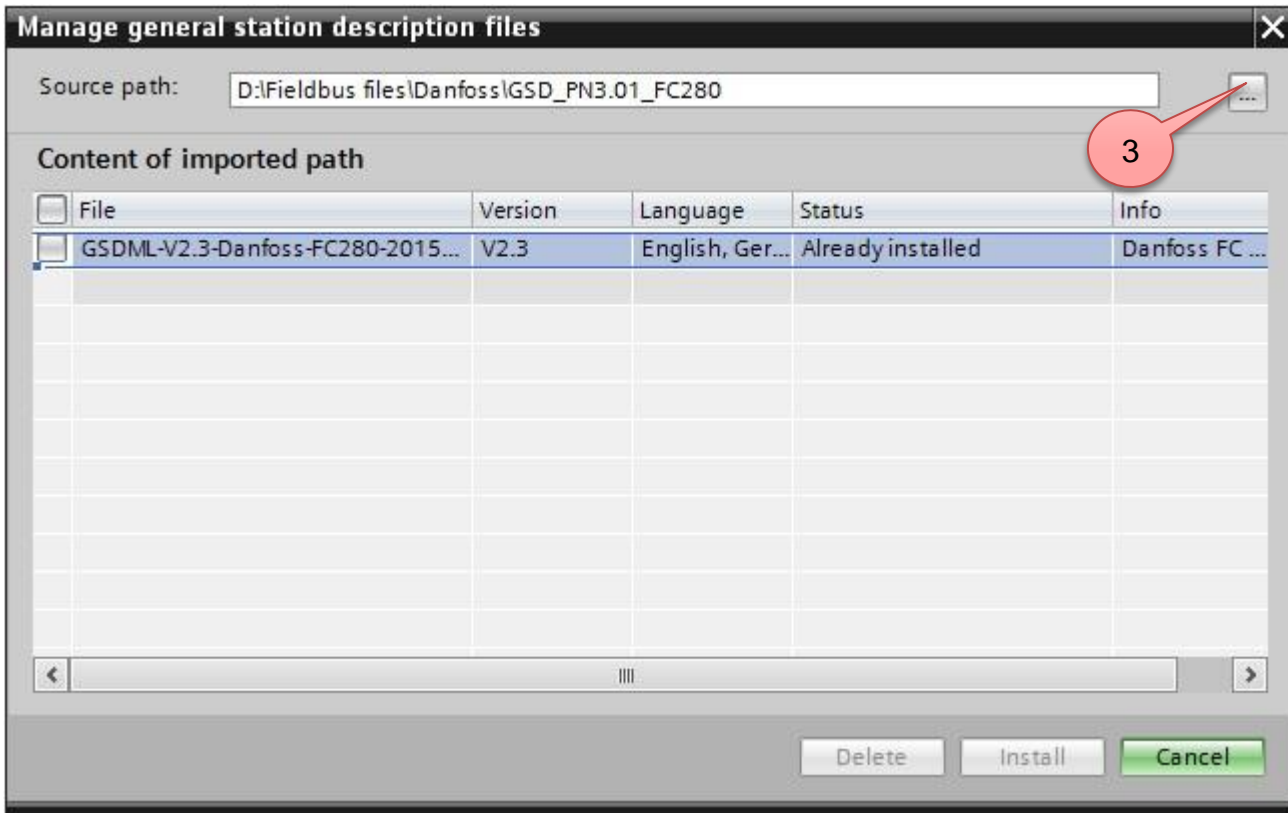 Manage general station description files
Source path: D:\Fieldbus files\Danfoss\GSD_PN3.01_FC280 ...
3
Content of imported path
File Version Language Status Info
GSDML-V2.3-Danfoss-FC280-2015... V2.3 English, Ger... Already installed Danfoss FC ...
Delete Install Cancel